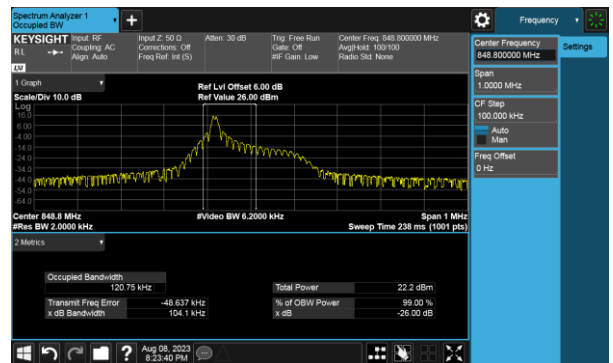 Spectrum Analyzer 1
Occupied BW
Frequency
KEYSIGHT
RL
Input: RF
Coupling: AC
Align: Auto
Input Z: 50 Ω
Corrections: Off
Freq Ref: Int (S)
Atten: 30 dB
Trig: Free Run
Gate: Off
#IF Gain: Low
Center Freq: 848.800000 MHz
Avg|Hold: 100/100
Radio Std: None
Center Frequency
848.800000 MHz
Settings
Span
1.0000 MHz
CF Step
100.000 kHz
Auto
Man
Freq Offset
0 Hz
1 Graph
Scale/Div 10.0 dB
Ref Lvl Offset 6.00 dB
Ref Value 26.00 dBm
Log
16.0
6.00
-4.00
-14.0
-24.0
-34.0
-44.0
-54.0
-64.0
Center 848.8 MHz
#Res BW 2.0000 kHz
#Video BW 6.2000 kHz
Span 1 MHz
Sweep Time 238 ms (1001 pts)
2 Metrics
Occupied Bandwidth
120.75 kHz
Total Power 22.2 dBm
Transmit Freq Error -48.637 kHz
% of OBW Power 99.00 %
x dB Bandwidth 104.1 kHz
x dB -26.00 dB
?
Aug 08, 2023
8:23:40 PM